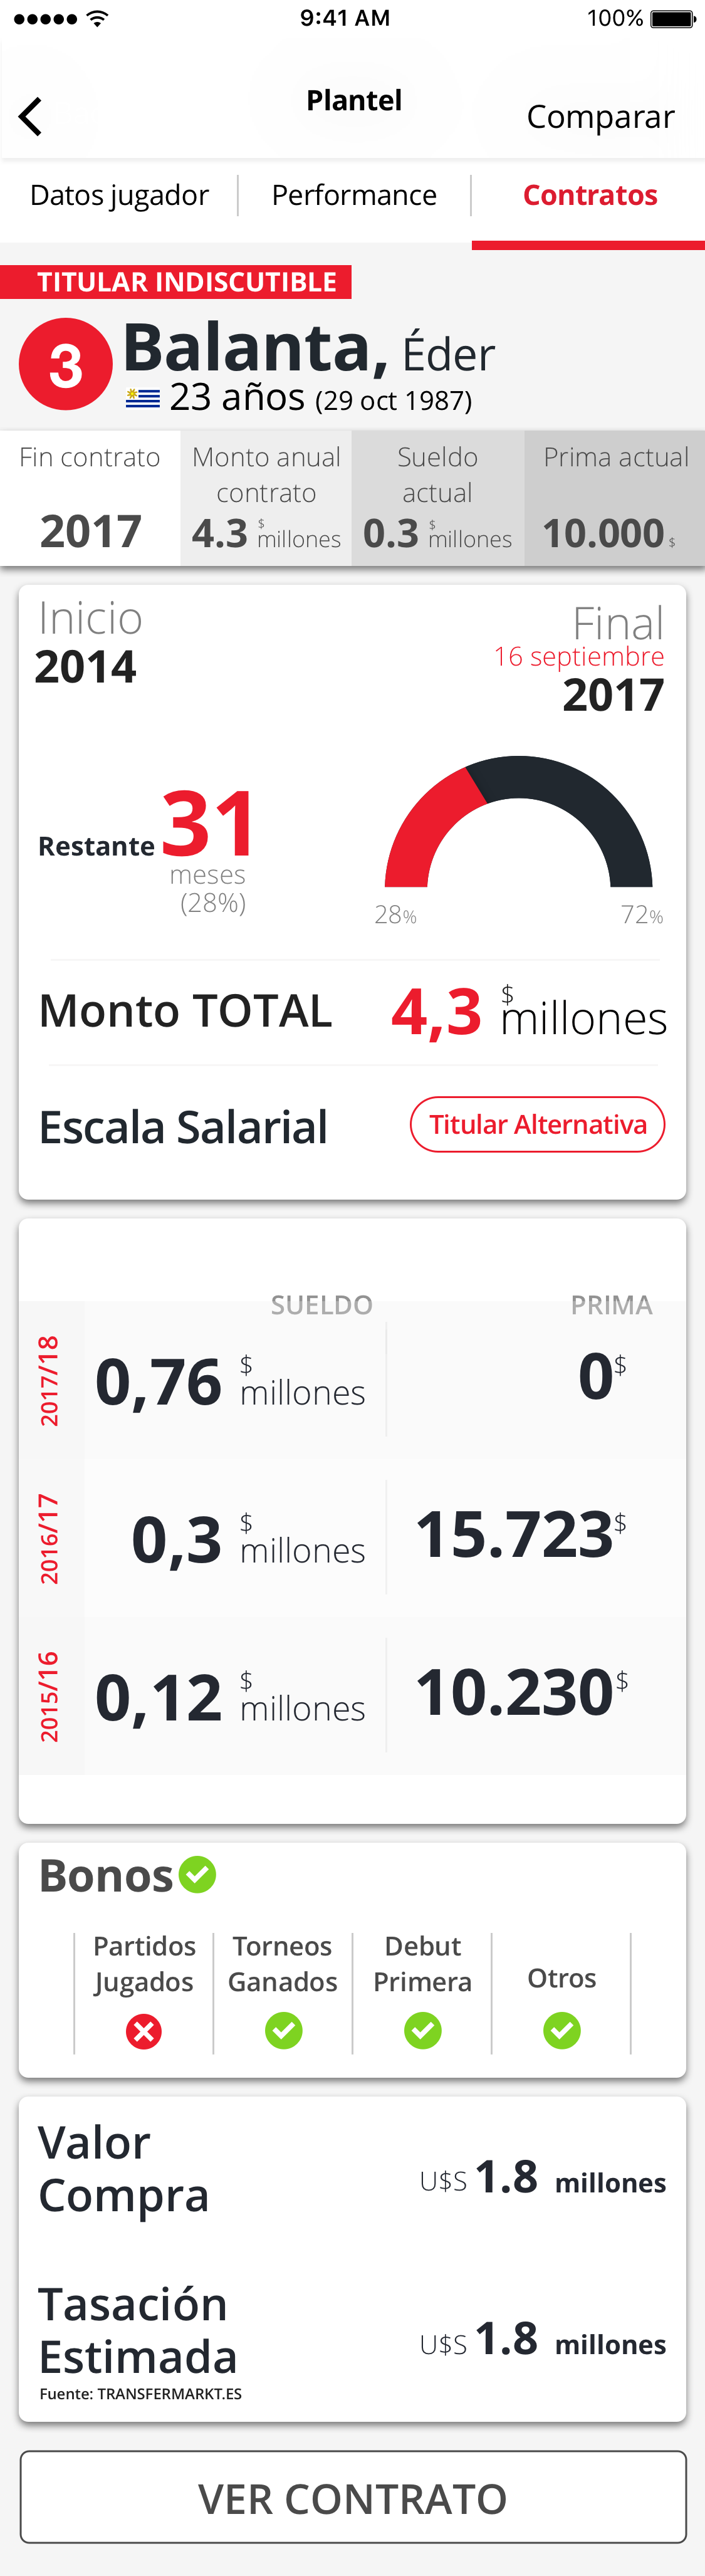 9:41 AM
100%
Plantel
Comparar
Datos jugador
Performance
Contratos
TITULAR INDISCUTIBLE
3
Balanta, Éder
23 años (29 oct 1987)
Fin contrato
2017
Monto anual
contrato
4.3 $ millones
Sueldo
actual
0.3 $ millones
Prima actual
10.000 $
Inicio
2014
Final
16 septiembre
2017
Restante 31
meses
(28%)
28%
72%
Monto TOTAL 4,3 $ millones
Escala Salarial Titular Alternativa
SUELDO PRIMA
2017/18 0,76 $ millones 0$
2016/17 0,3 $ millones 15.723$
2015/16 0,12 $ millones 10.230$
Bonos
Partidos
Jugados
Torneos
Ganados
Debut
Primera
Otros
Valor
Compra
U$S 1.8 millones
Tasación
Estimada
U$S 1.8 millones
Fuente: TRANSFERMARKT.ES
VER CONTRATO